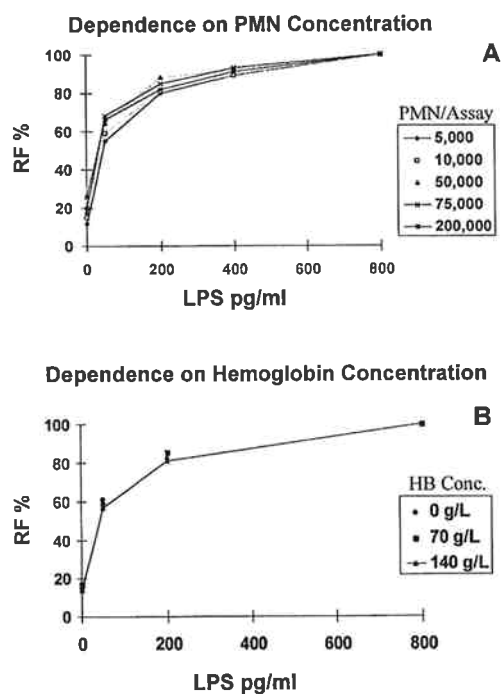 Dependence on PMN Concentration
A
100
80
60
40
20
0
RF %
0 200 400 600 800
LPS pg/ml
PMN/Assay
5,000
10,000
50,000
75,000
200,000
Dependence on Hemoglobin Concentration
B
100
80
60
40
20
0
RF %
0 200 400 600 800
LPS pg/ml
HB Conc.
0 g/L
70 g/L
140 g/L